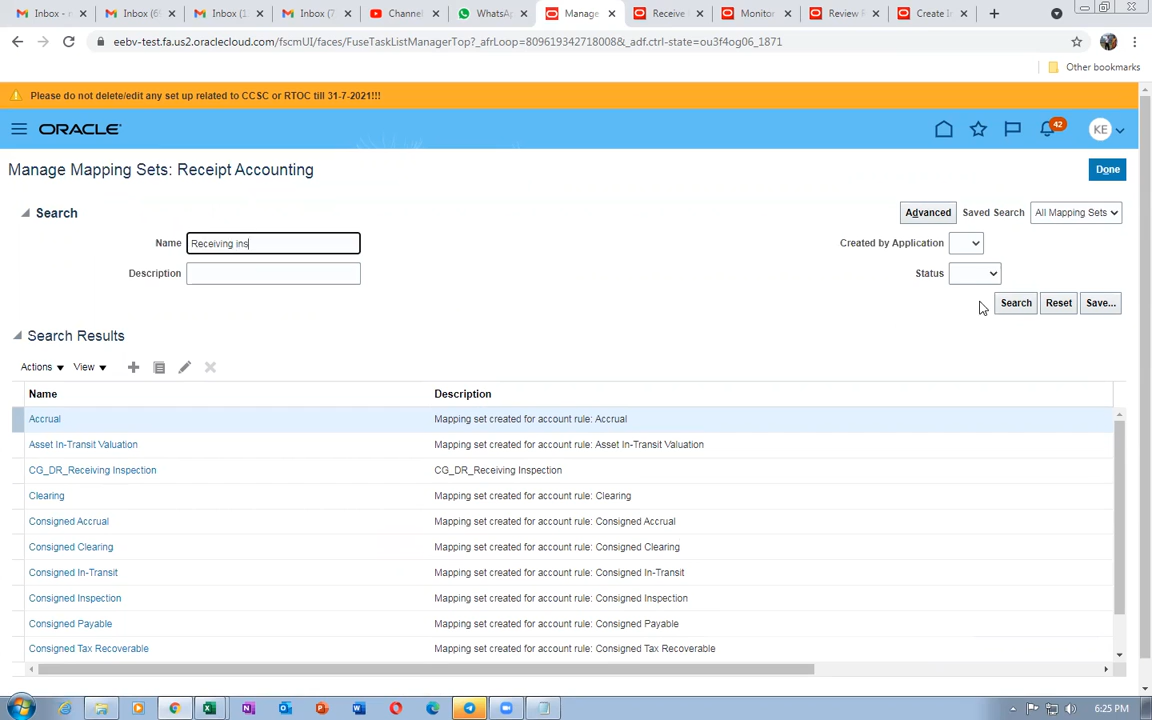 Inbox - n
Inbox (6
Inbox (1
Inbox (7
Channel
WhatsA
Manage
Receive
Monitor
Review
Create I
eebv-test.fa.us2.oraclecloud.com/fscmUI/faces/FuseTaskListManagerTop?_afrLoop=809619342718008&_adf.ctrl-state=ou3f4og06_1871
Other bookmarks
Please do not delete/edit any set up related to CCSC or RTOC till 31-7-2021!!!
ORACLE
42
KE
Manage Mapping Sets: Receipt Accounting
Done
Search
Advanced
Saved Search
All Mapping Sets
Name
Receiving ins
Created by Application
Description
Status
Search
Reset
Save...
Search Results
Actions
View
Name
Description
Accrual
Mapping set created for account rule: Accrual
Asset In-Transit Valuation
Mapping set created for account rule: Asset In-Transit Valuation
CG_DR_Receiving Inspection
CG_DR_Receiving Inspection
Clearing
Mapping set created for account rule: Clearing
Consigned Accrual
Mapping set created for account rule: Consigned Accrual
Consigned Clearing
Mapping set created for account rule: Consigned Clearing
Consigned In-Transit
Mapping set created for account rule: Consigned In-Transit
Consigned Inspection
Mapping set created for account rule: Consigned Inspection
Consigned Payable
Mapping set created for account rule: Consigned Payable
Consigned Tax Recoverable
Mapping set created for account rule: Consigned Tax Recoverable
6:25 PM